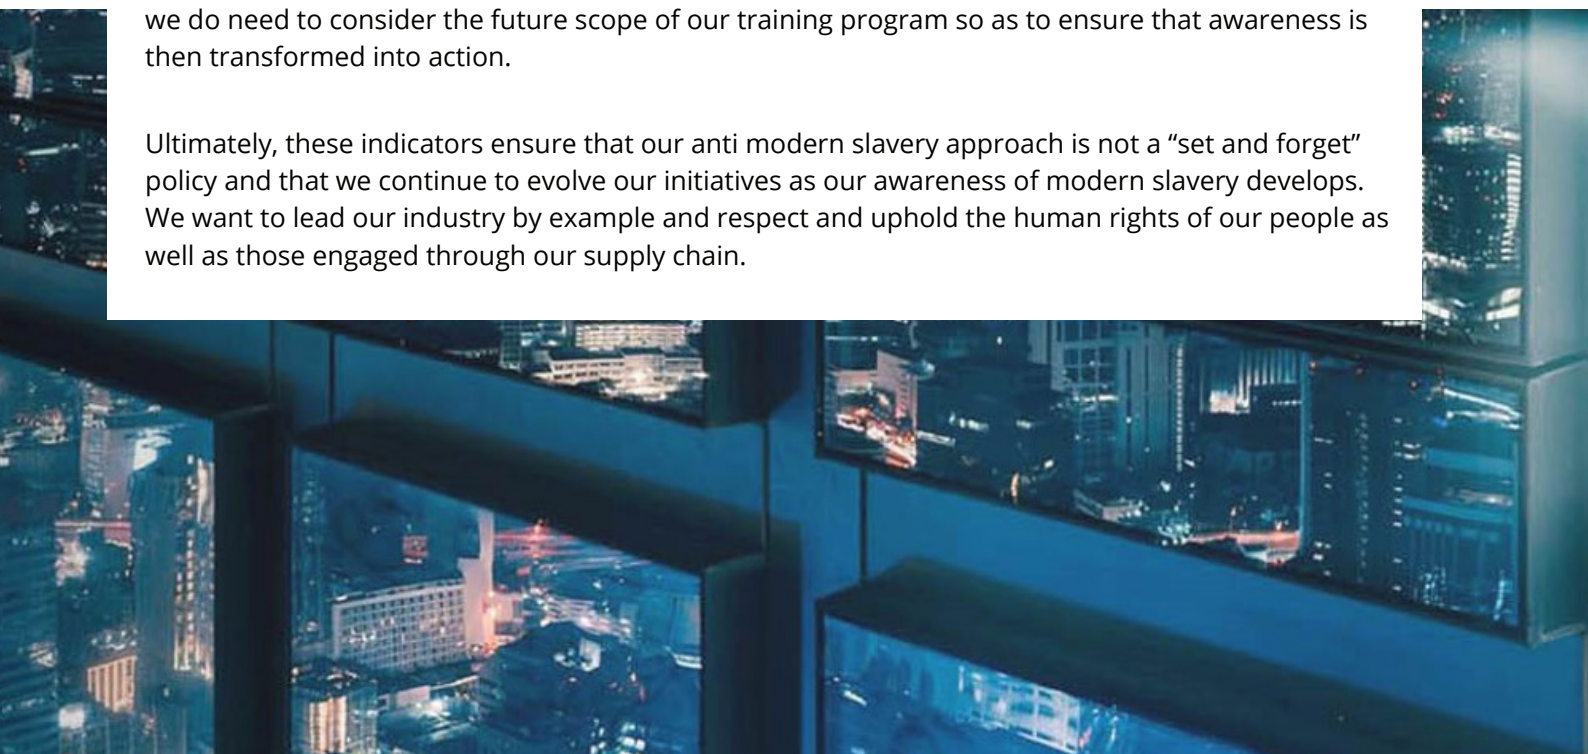 we do need to consider the future scope of our training program so as to ensure that awareness is
then transformed into action.
Ultimately, these indicators ensure that our anti modern slavery approach is not a “set and forget”
policy and that we continue to evolve our initiatives as our awareness of modern slavery develops.
We want to lead our industry by example and respect and uphold the human rights of our people as
well as those engaged through our supply chain.